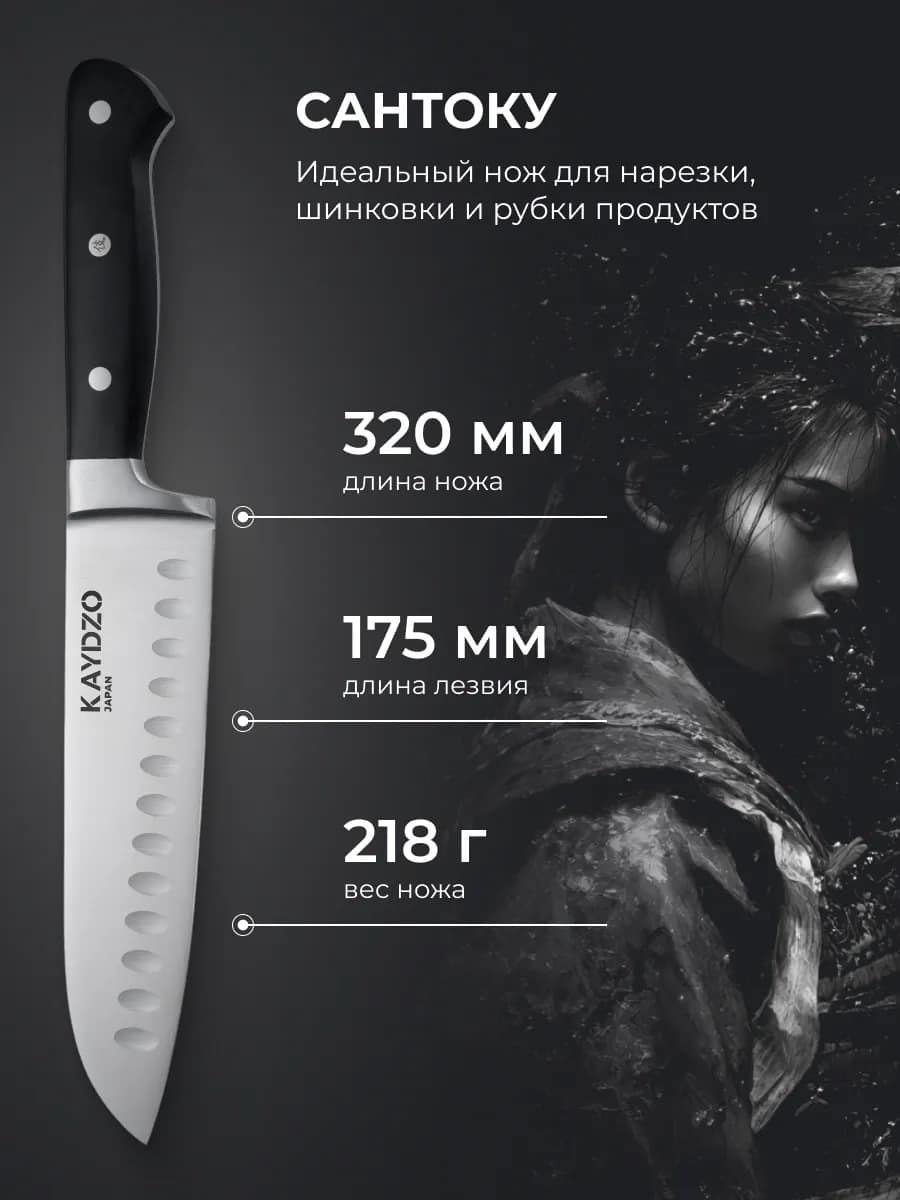 САНТОКУ
Идеальный нож для нарезки,
шинковки и рубки продуктов
320 мм
длина ножа
KAYDZO
JAPAN
175 мм
длина лезвия
218 г
вес ножа